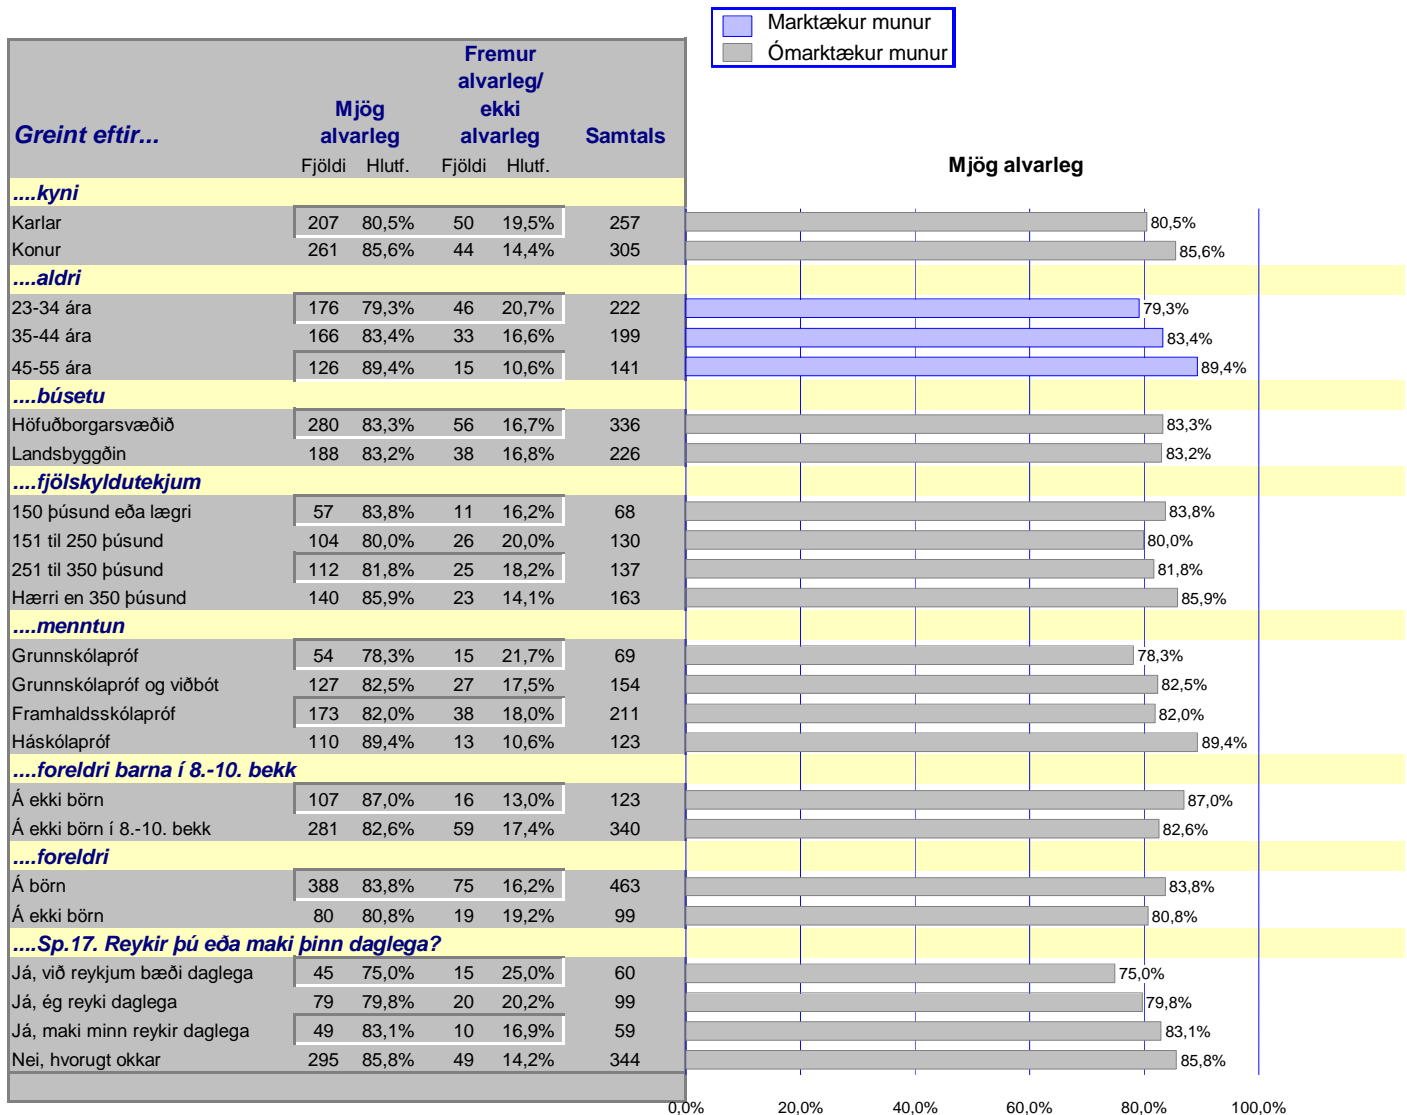 Marktækur munur
Ómarktækur munur
Greint eftir...
Mjög
alvarleg
Fremur
alvarleg/
ekki
alvarleg
Samtals
Fjöldi Hlutf. Fjöldi Hlutf.
Mjög alvarleg
....kyni
Karlar 207 80,5% 50 19,5% 257 80,5%
Konur 261 85,6% 44 14,4% 305 85,6%
....aldri
23-34 ára 176 79,3% 46 20,7% 222 79,3%
35-44 ára 166 83,4% 33 16,6% 199 83,4%
45-55 ára 126 89,4% 15 10,6% 141 89,4%
....búsetu
Höfuðborgarsvæðið 280 83,3% 56 16,7% 336 83,3%
Landsbyggðin 188 83,2% 38 16,8% 226 83,2%
....fjölskyldutekjum
150 þúsund eða lægri 57 83,8% 11 16,2% 68 83,8%
151 til 250 þúsund 104 80,0% 26 20,0% 130 80,0%
251 til 350 þúsund 112 81,8% 25 18,2% 137 81,8%
Hærri en 350 þúsund 140 85,9% 23 14,1% 163 85,9%
....menntun
Grunnskólapróf 54 78,3% 15 21,7% 69 78,3%
Grunnskólapróf og viðbót 127 82,5% 27 17,5% 154 82,5%
Framhaldsskólapróf 173 82,0% 38 18,0% 211 82,0%
Háskólapróf 110 89,4% 13 10,6% 123 89,4%
....foreldri barna í 8.-10. bekk
Á ekki börn 107 87,0% 16 13,0% 123 87,0%
Á ekki börn í 8.-10. bekk 281 82,6% 59 17,4% 340 82,6%
....foreldri
Á börn 388 83,8% 75 16,2% 463 83,8%
Á ekki börn 80 80,8% 19 19,2% 99 80,8%
....Sp.17. Reykir þú eða maki þinn daglega?
Já, við reykjum bæði daglega 45 75,0% 15 25,0% 60 75,0%
Já, ég reyki daglega 79 79,8% 20 20,2% 99 79,8%
Já, maki minn reykir daglega 49 83,1% 10 16,9% 59 83,1%
Nei, hvorugt okkar 295 85,8% 49 14,2% 344 85,8%
0,0% 20,0% 40,0% 60,0% 80,0% 100,0%